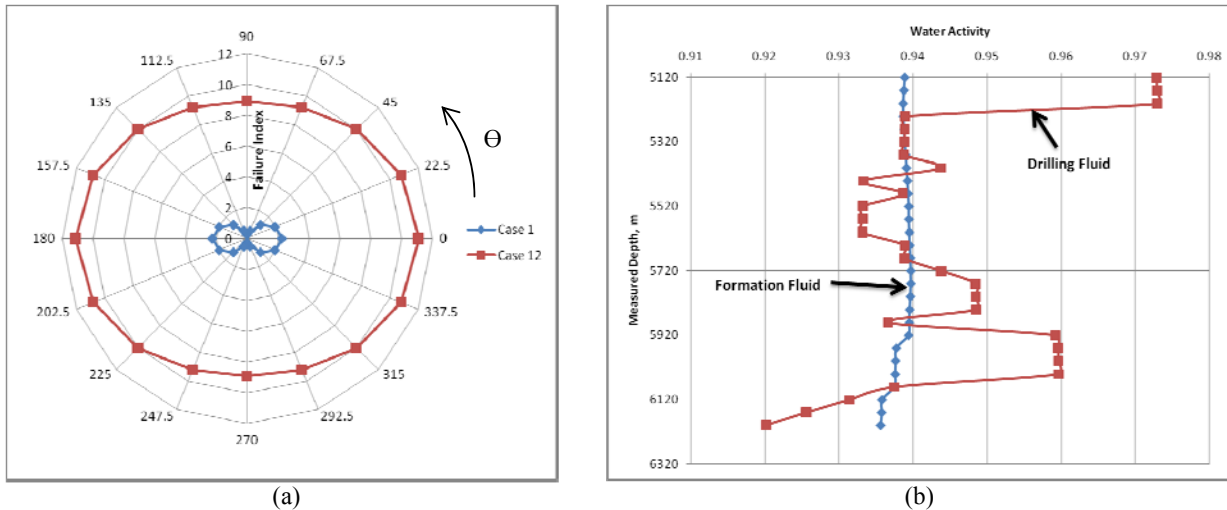 90
112.5
67.5
135
45
157.5
22.5
180
0
202.5
337.5
225
315
247.5
292.5
270
12
10
8
6
4
2
0
Failure Index
Θ
Case 1
Case 12
(a)
Water Activity
0.91 0.92 0.93 0.94 0.95 0.96 0.97 0.98
5120
5320
5520
5720
5920
6120
6320
Measured Depth, m
Drilling Fluid
Formation Fluid
(b)